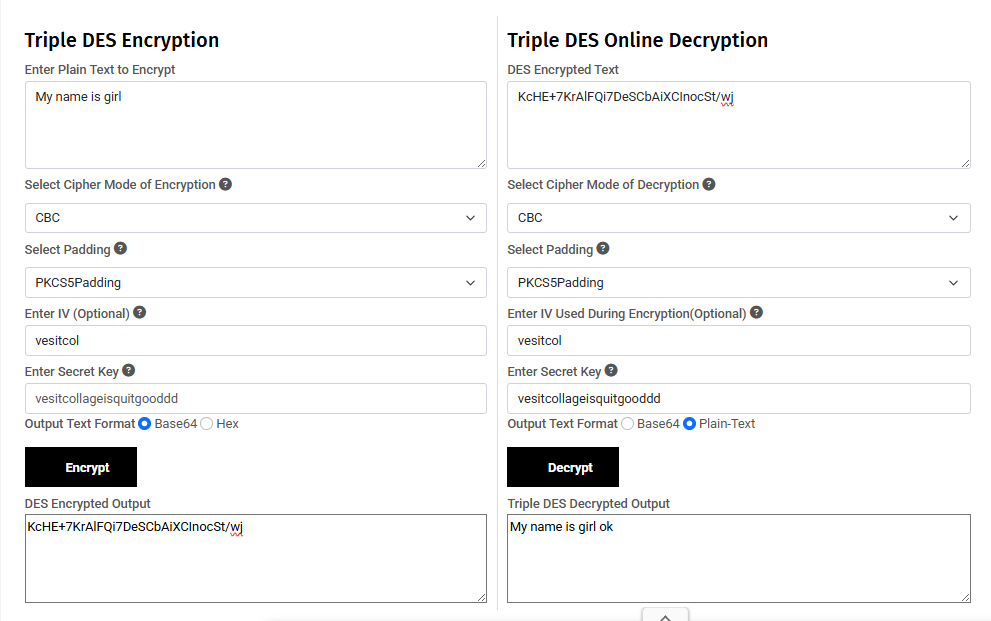 Triple DES Encryption
Enter Plain Text to Encrypt
My name is girl
Select Cipher Mode of Encryption ?
CBC
Select Padding ?
PKCS5Padding
Enter IV (Optional) ?
vesitcol
Enter Secret Key ?
vesitcollageisquitgooddd
Output Text Format Base64 Hex
Encrypt
DES Encrypted Output
KcHE+7KrAlFQi7DeSCbAiXCInocSt/wj
Triple DES Online Decryption
DES Encrypted Text
KcHE+7KrAlFQi7DeSCbAiXCInocSt/wj
Select Cipher Mode of Decryption ?
CBC
Select Padding ?
PKCS5Padding
Enter IV Used During Encryption(Optional) ?
vesitcol
Enter Secret Key ?
vesitcollageisquitgooddd
Output Text Format Base64 Plain-Text
Decrypt
Triple DES Decrypted Output
My name is girl ok